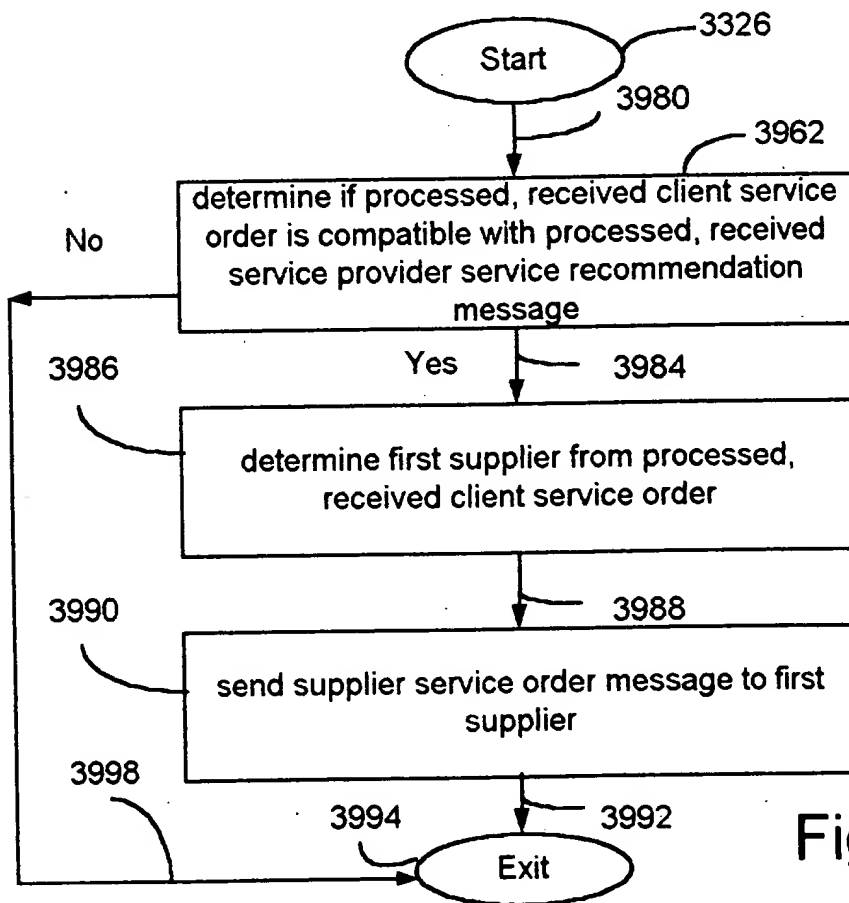 3326
Start
3980
3962
determine if processed, received client service
order is compatible with processed, received
service provider service recommendation
message
No
3986
Yes
3984
determine first supplier from processed,
received client service order
3990
3988
send supplier service order message to first
supplier
3998
3994
3992
Exit